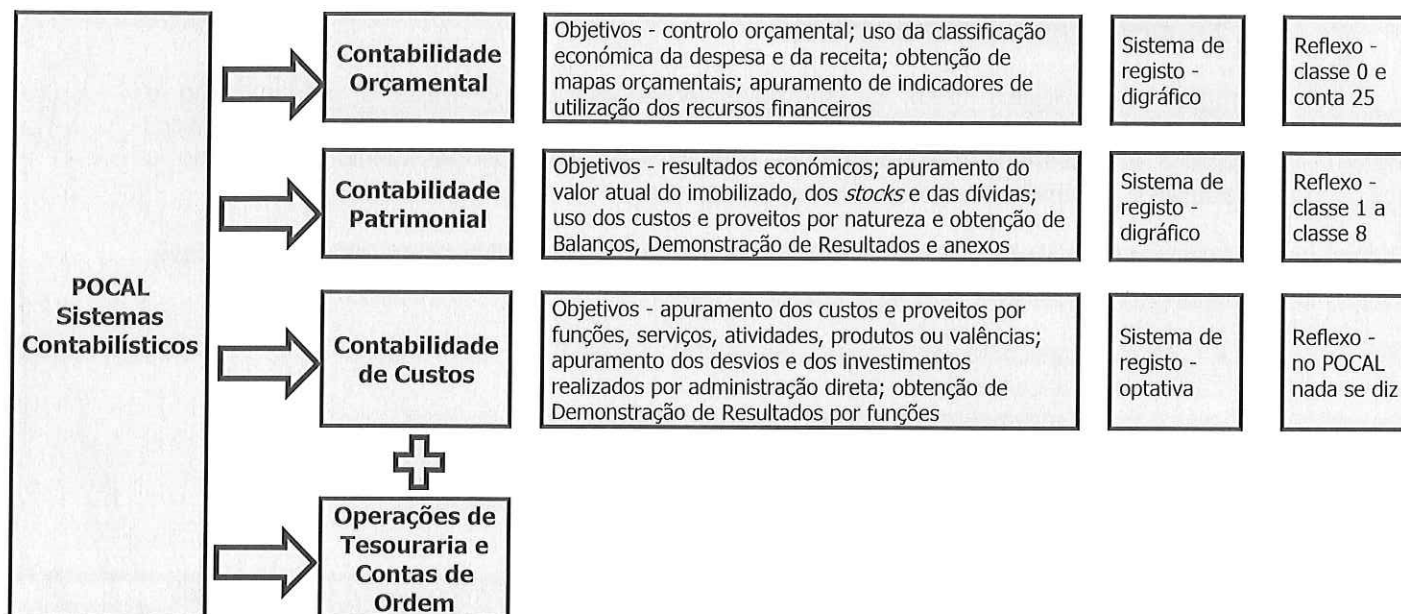 POCAL
Sistemas
Contabilísticos
Contabilidade
Orçamental
Objetivos - controlo orçamental; uso da classificação
económica da despesa e da receita; obtenção de
mapas orçamentais; apuramento de indicadores de
utilização dos recursos financeiros
Sistema de
registo -
digráfico
Reflexo -
classe 0 e
conta 25
Contabilidade
Patrimonial
Objetivos - resultados económicos; apuramento do
valor atual do imobilizado, dos stocks e das dívidas;
uso dos custos e proveitos por natureza e obtenção de
Balanços, Demonstração de Resultados e anexos
Sistema de
registo -
digráfico
Reflexo -
classe 1 a
classe 8
Contabilidade
de Custos
Objetivos - apuramento dos custos e proveitos por
funções, serviços, atividades, produtos ou valências;
apuramento dos desvios e dos investimentos
realizados por administração direta; obtenção de
Demonstração de Resultados por funções
Sistema de
registo -
optativa
Reflexo -
no POCAL
nada se diz
Operações de
Tesouraria e
Contas de
Ordem